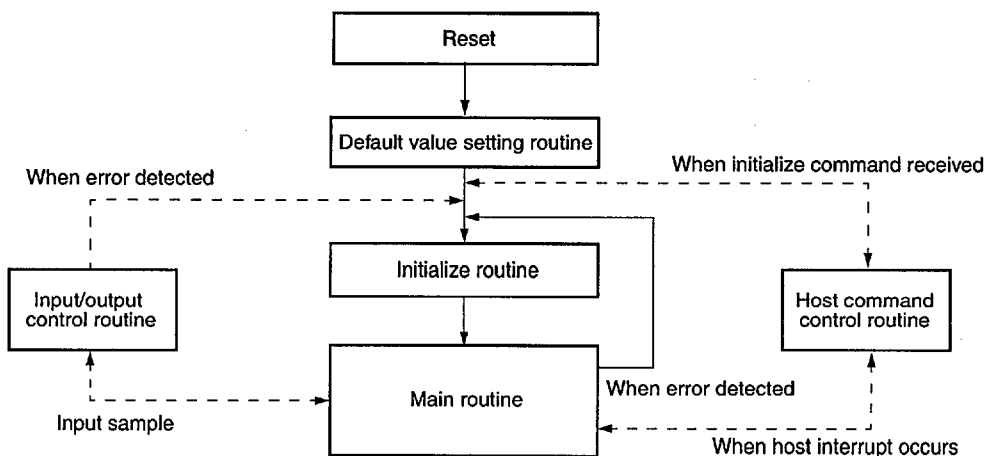 Reset
Default value setting routine
When initialize command received
When error detected
Initialize routine
Input/output
control routine
Host command
control routine
Main routine
When error detected
Input sample
When host interrupt occurs